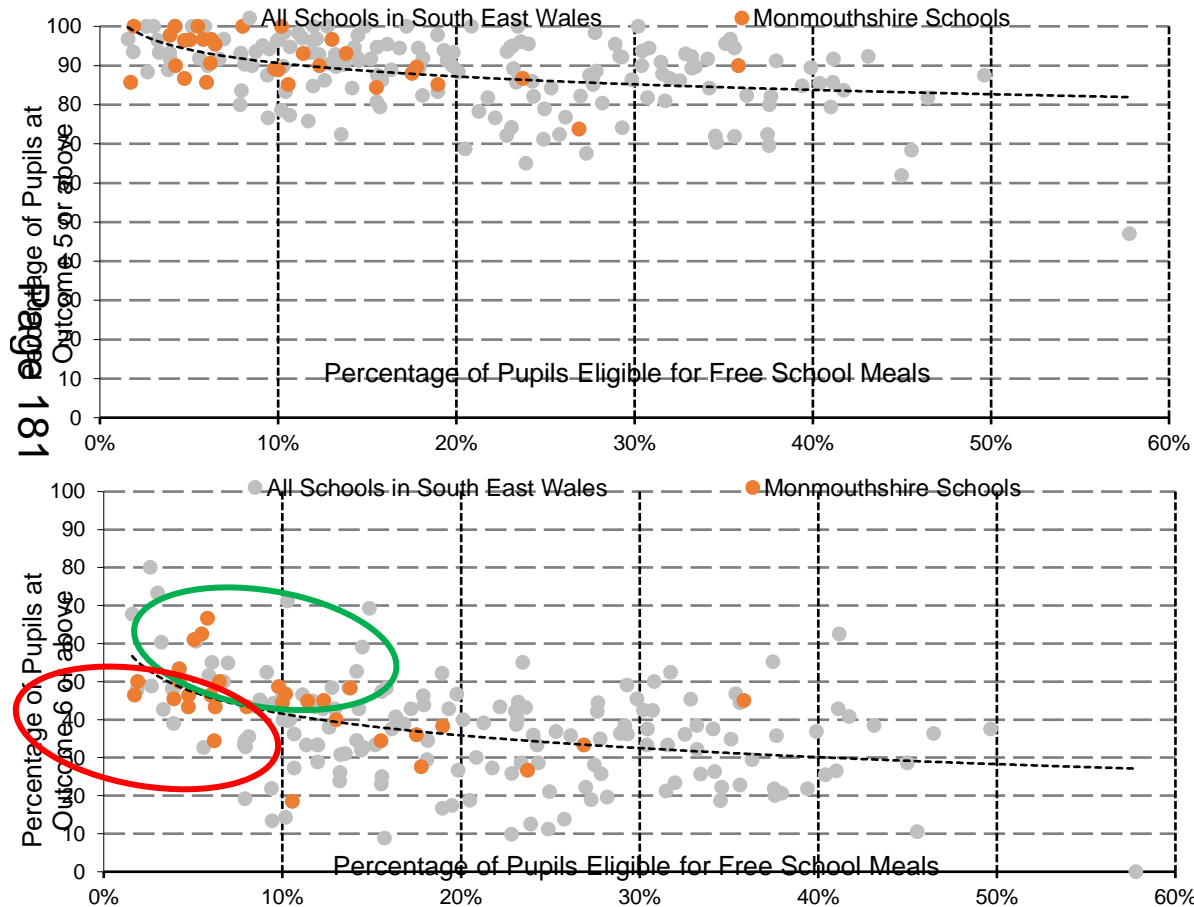 All Schools in South East Wales
Monmouthshire Schools
100
90
80
70
60
50
40
30
20
10
0
Percentage of Pupils at
Outcome 5 or above
Percentage of Pupils Eligible for Free School Meals
0% 10% 20% 30% 40% 50% 60%
Page 181
All Schools in South East Wales
Monmouthshire Schools
100
90
80
70
60
50
40
30
20
10
0
Percentage of Pupils at
Outcome 6 or above
Percentage of Pupils Eligible for Free School Meals
0% 10% 20% 30% 40% 50% 60%